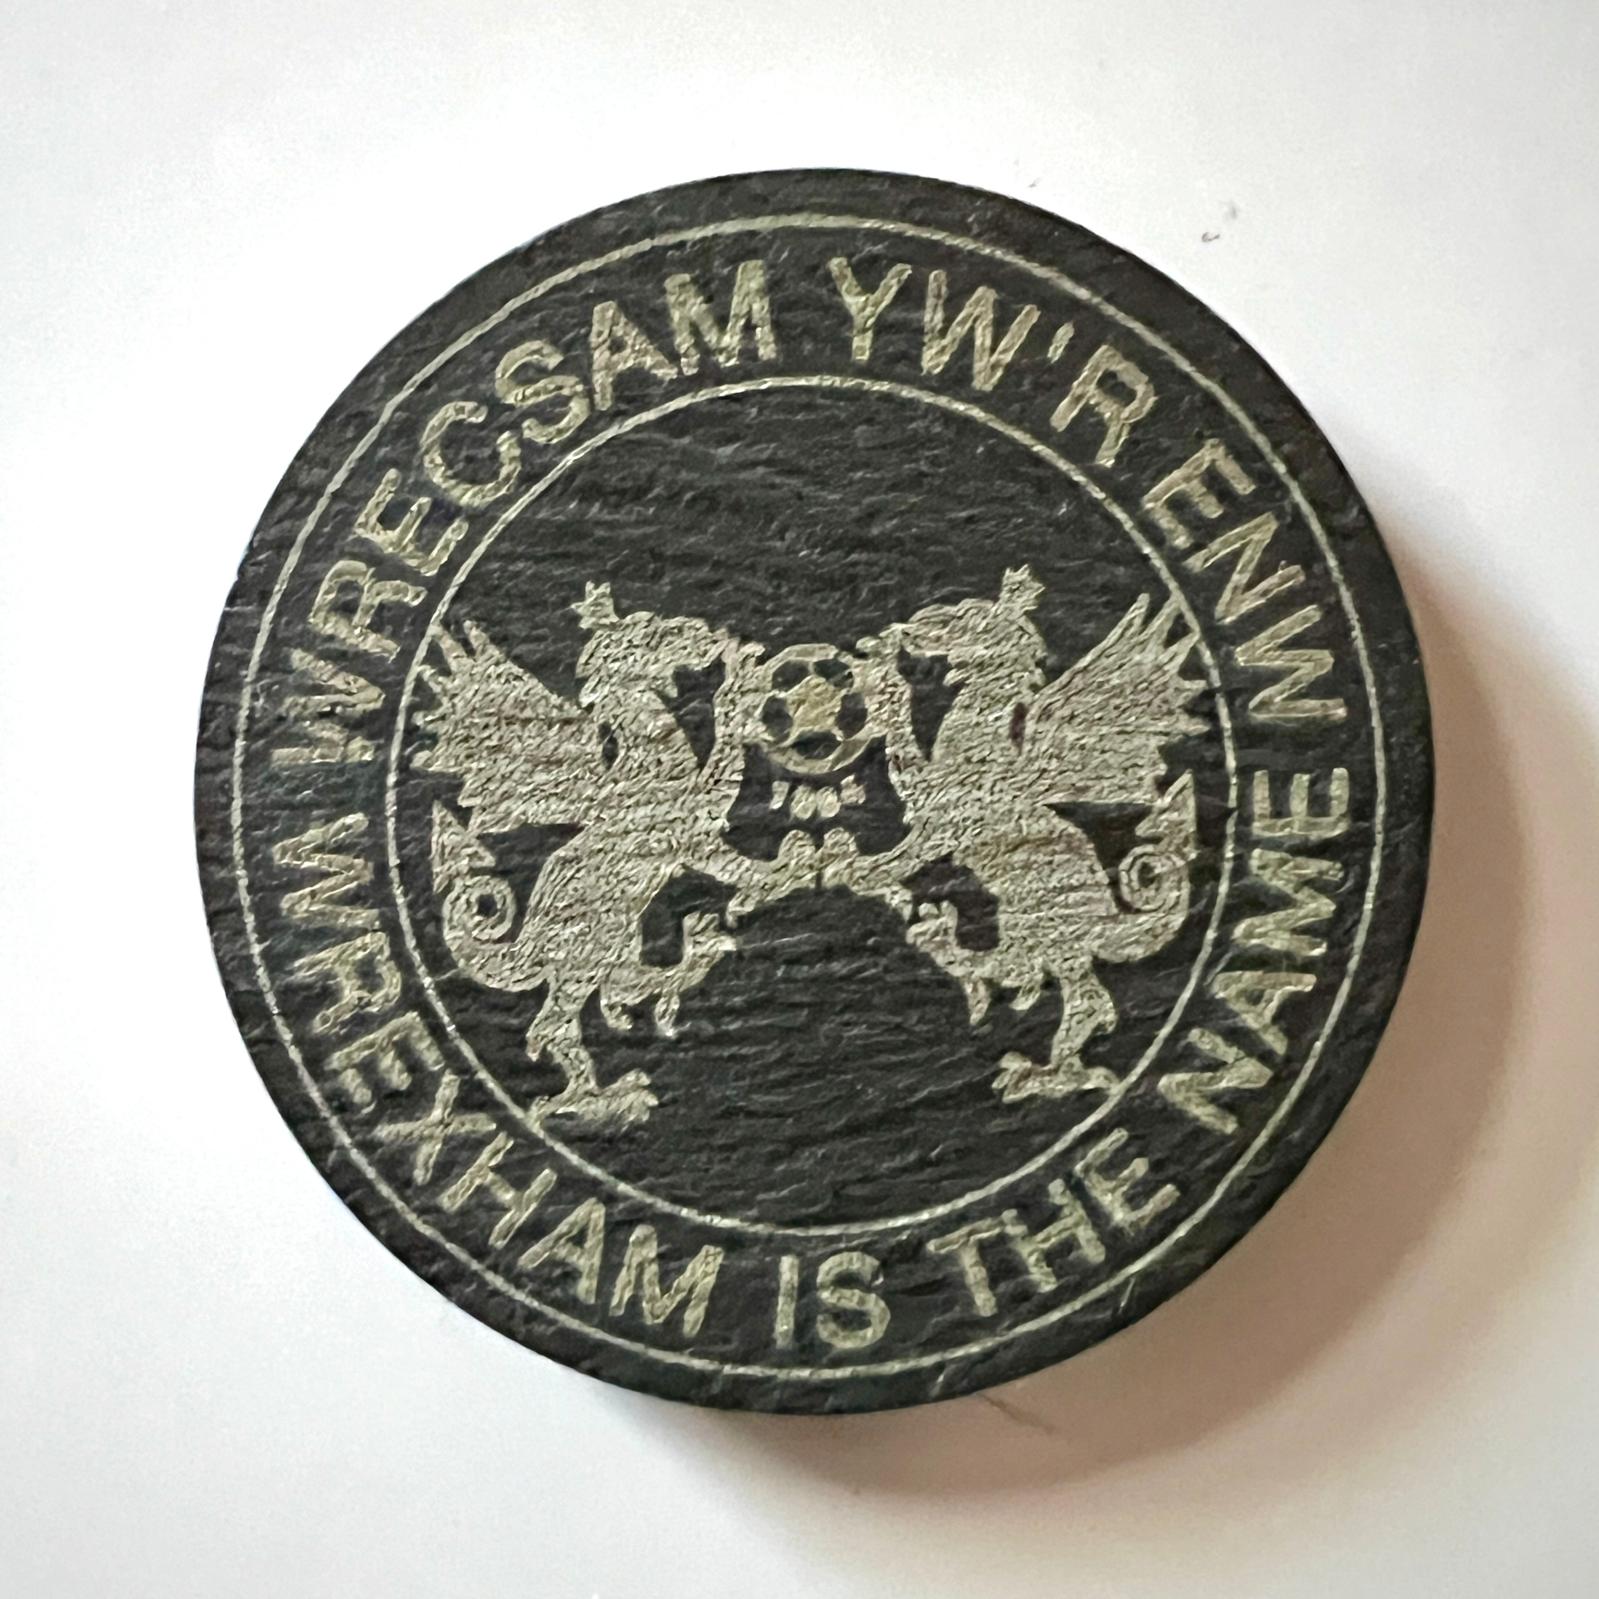 WRECSAM YW'R ENW
WREXHAM IS THE NAME